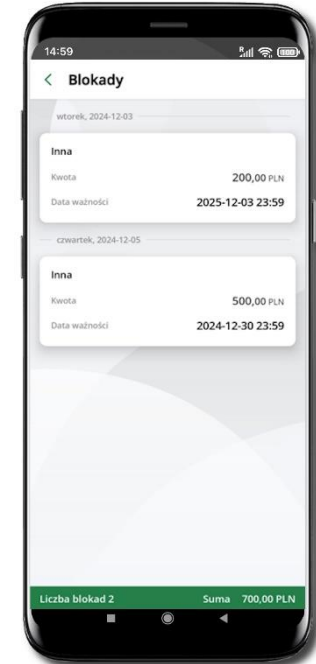 14:59
Blokady
wtorek, 2024-12-03
Inna
Kwota 200,00 PLN
Data ważności 2025-12-03 23:59
czwartek, 2024-12-05
Inna
Kwota 500,00 PLN
Data ważności 2024-12-30 23:59
Liczba blokad 2 Suma 700,00 PLN